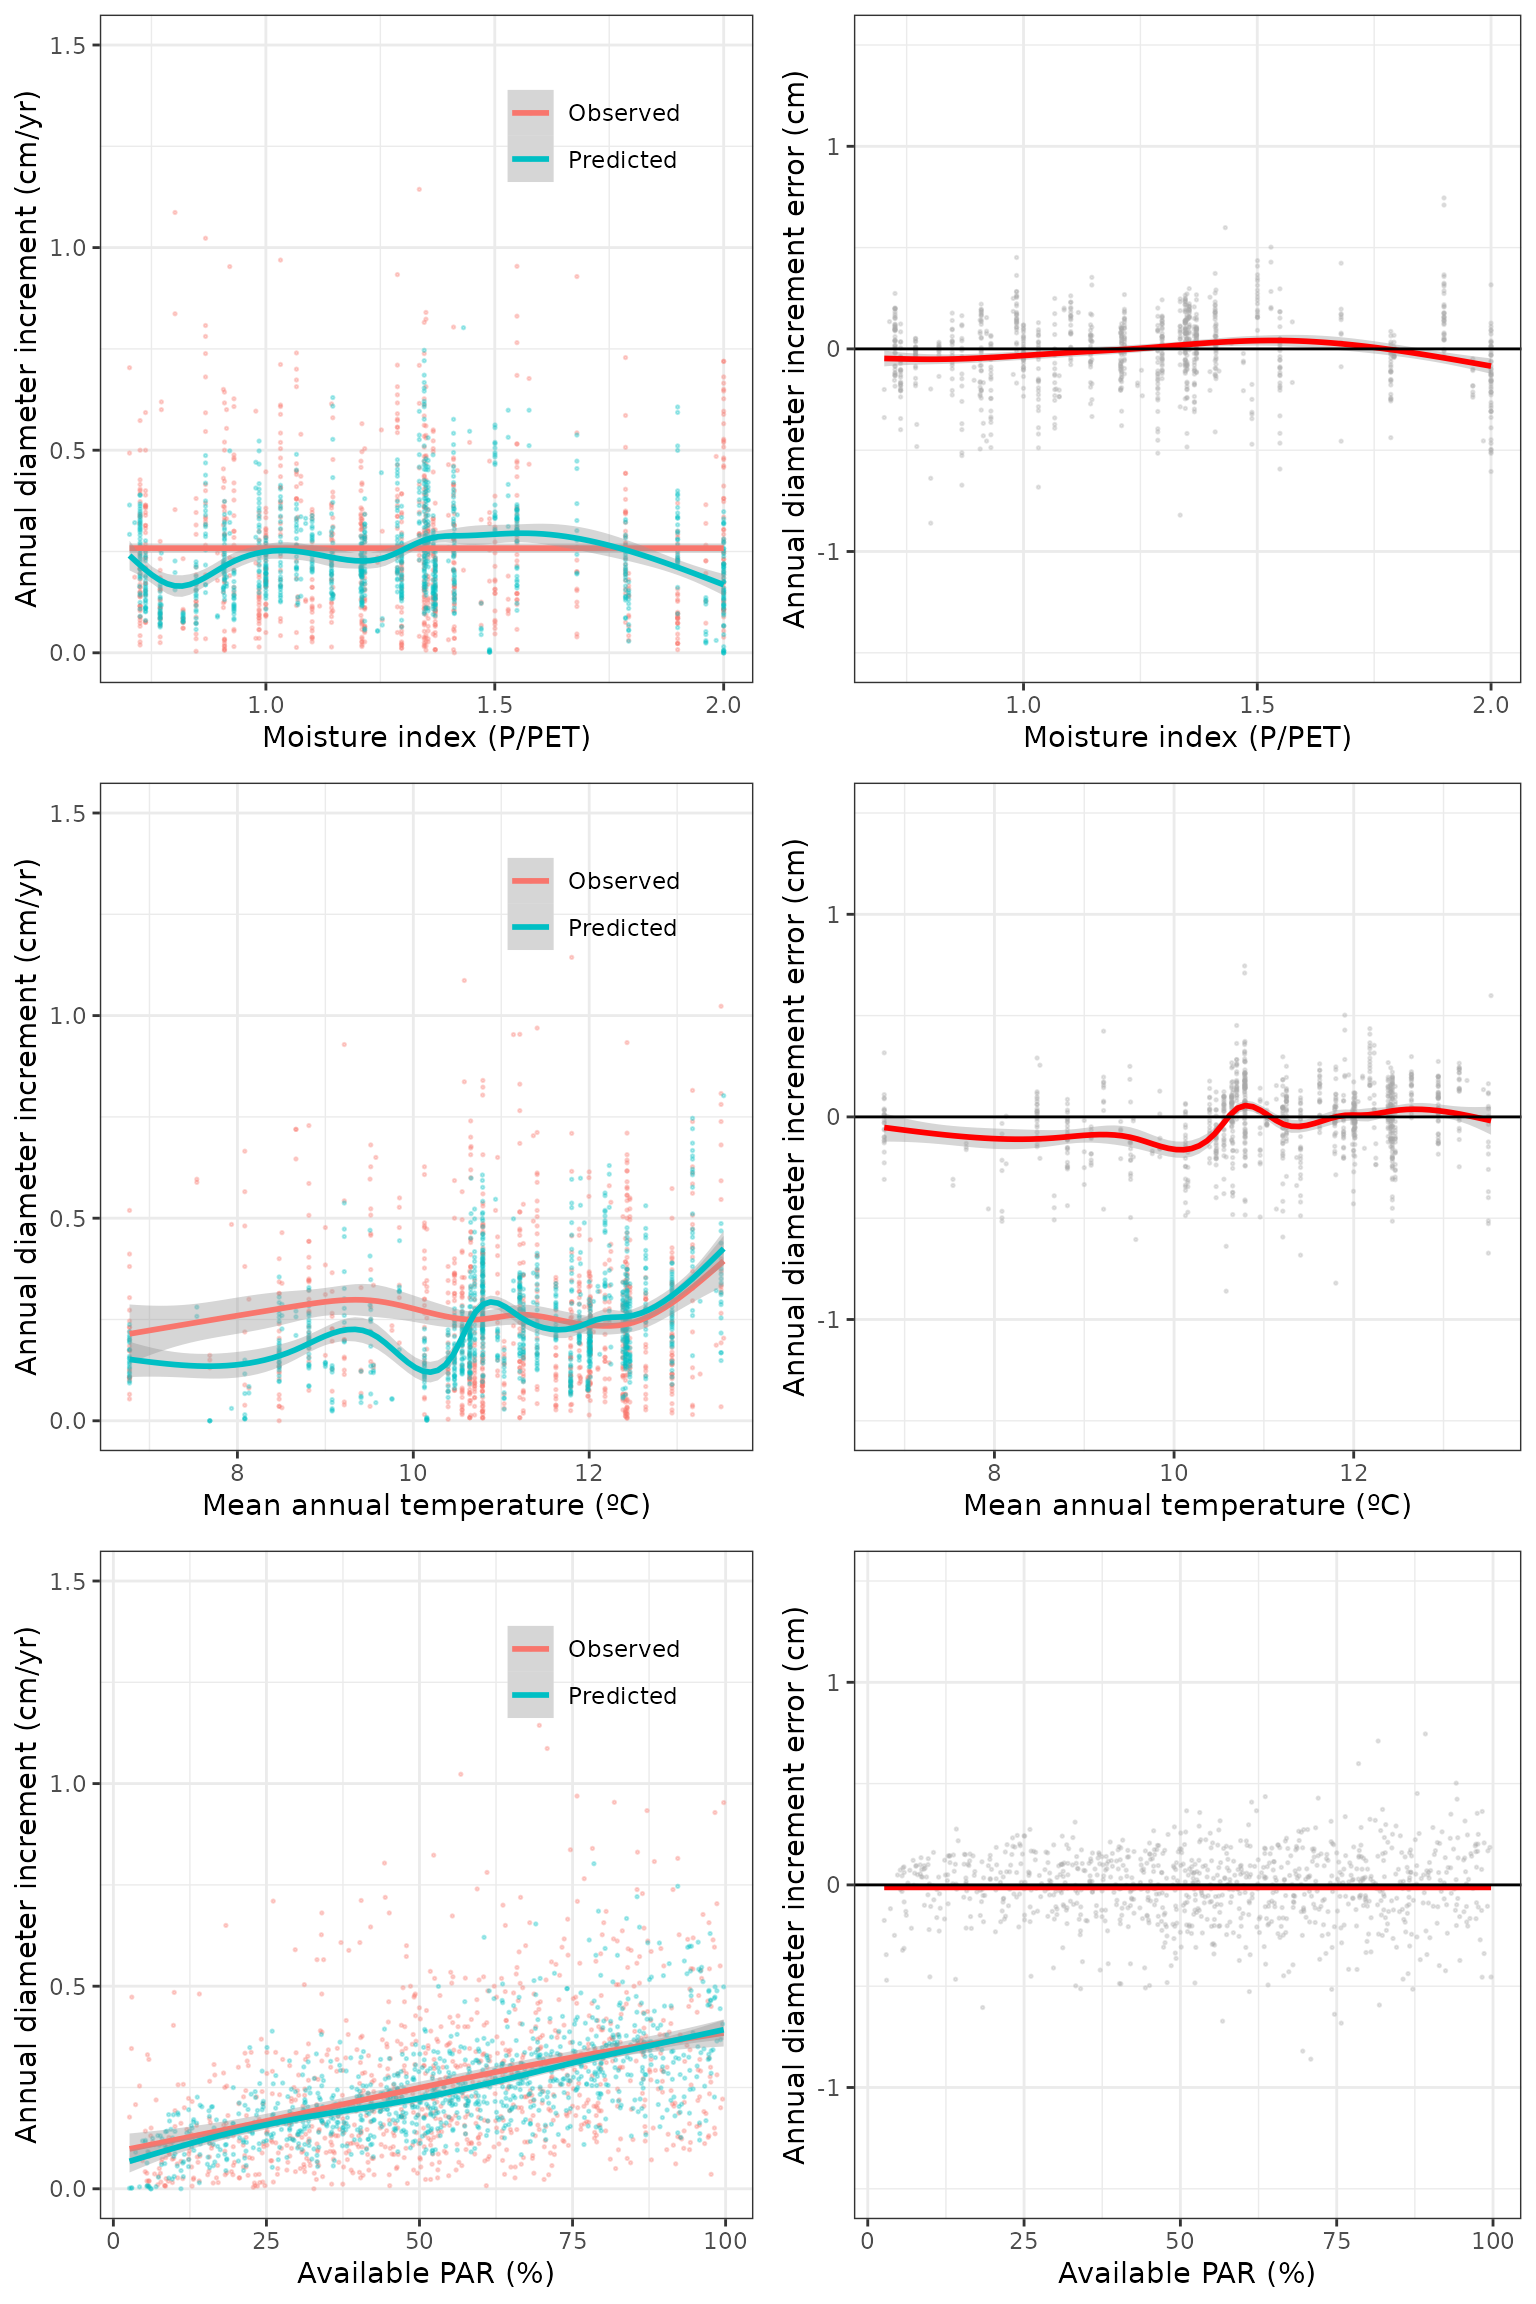 Annual diameter increment (cm/yr)
1.5
1.0
0.5
0.0
Observed
Predicted
1.0 1.5 2.0
Moisture index (P/PET)
Annual diameter increment error (cm)
1
0
-1
1.0 1.5 2.0
Moisture index (P/PET)
Annual diameter increment (cm/yr)
1.5
1.0
0.5
0.0
Observed
Predicted
8 10 12
Mean annual temperature (ºC)
Annual diameter increment error (cm)
1
0
-1
8 10 12
Mean annual temperature (ºC)
Annual diameter increment (cm/yr)
1.5
1.0
0.5
0.0
Observed
Predicted
0 25 50 75 100
Available PAR (%)
Annual diameter increment error (cm)
1
0
-1
0 25 50 75 100
Available PAR (%)